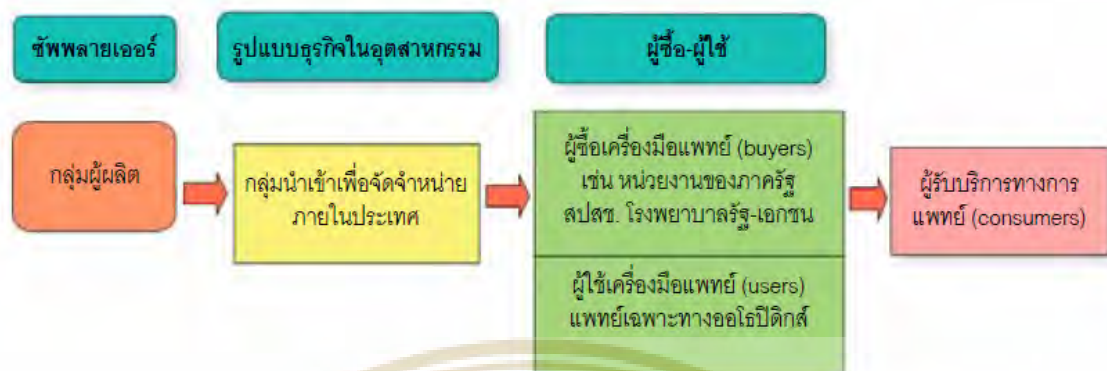 ซัพพลายเออร์
รูปแบบธุรกิจในอุตสาหกรรม
ผู้ซื้อ-ผู้ใช้
กลุ่มผู้ผลิต
กลุ่มนำเข้าเพื่อจัดจำหน่าย
ภายในประเทศ
ผู้ซื้อเครื่องมือแพทย์ (buyers)
เช่น หน่วยงานของภาครัฐ
สปสช. โรงพยาบาลรัฐ-เอกชน
ผู้ใช้เครื่องมือแพทย์ (users)
แพทย์เฉพาะทางออโธปิดิกส์
ผู้รับบริการทางการ
แพทย์ (consumers)